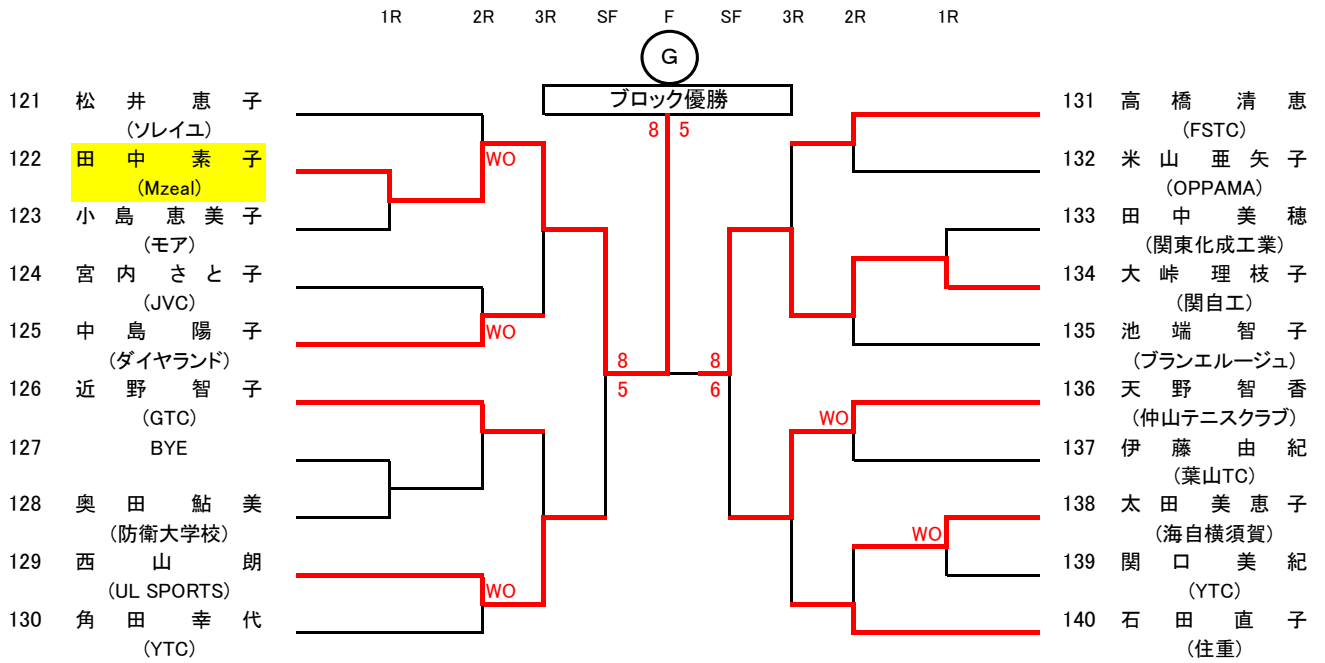 1R 2R 3R SF F SF 3R 2R 1R
G
ブロック優勝
8 5
121 松井恵子
(ソレイユ)
122 田中素子
(Mzeal)
WO
123 小島恵美子
(モア)
124 宮内さと子
(JVC)
125 中島陽子
(ダイヤランド)
WO
8
5
126 近野智子
(GTC)
127 BYE
128 奥田鮎美
(防衛大学校)
129 西山朗
(UL SPORTS)
WO
130 角田幸代
(YTC)
131 高橋清恵
(FSTC)
132 米山亜矢子
(OPPAMA)
133 田中美穂
(関東化成工業)
134 大峠理枝子
(関自工)
135 池端智子
(ブランエルージュ)
8
6
136 天野智香
(仲山テニスクラブ)
WO
137 伊藤由紀
(葉山TC)
138 太田美恵子
(海自横須賀)
WO
139 関口美紀
(YTC)
140 石田直子
(住重)